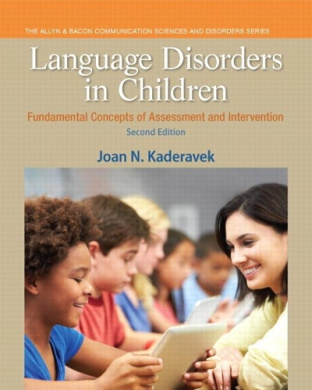 THE ALLYN & BACON COMMUNICATION SCIENCES AND DISORDERS SERIES
Language Disorders
in Children
Fundamental Concepts of Assessment and Intervention
Second Edition
Joan N. Kaderavek